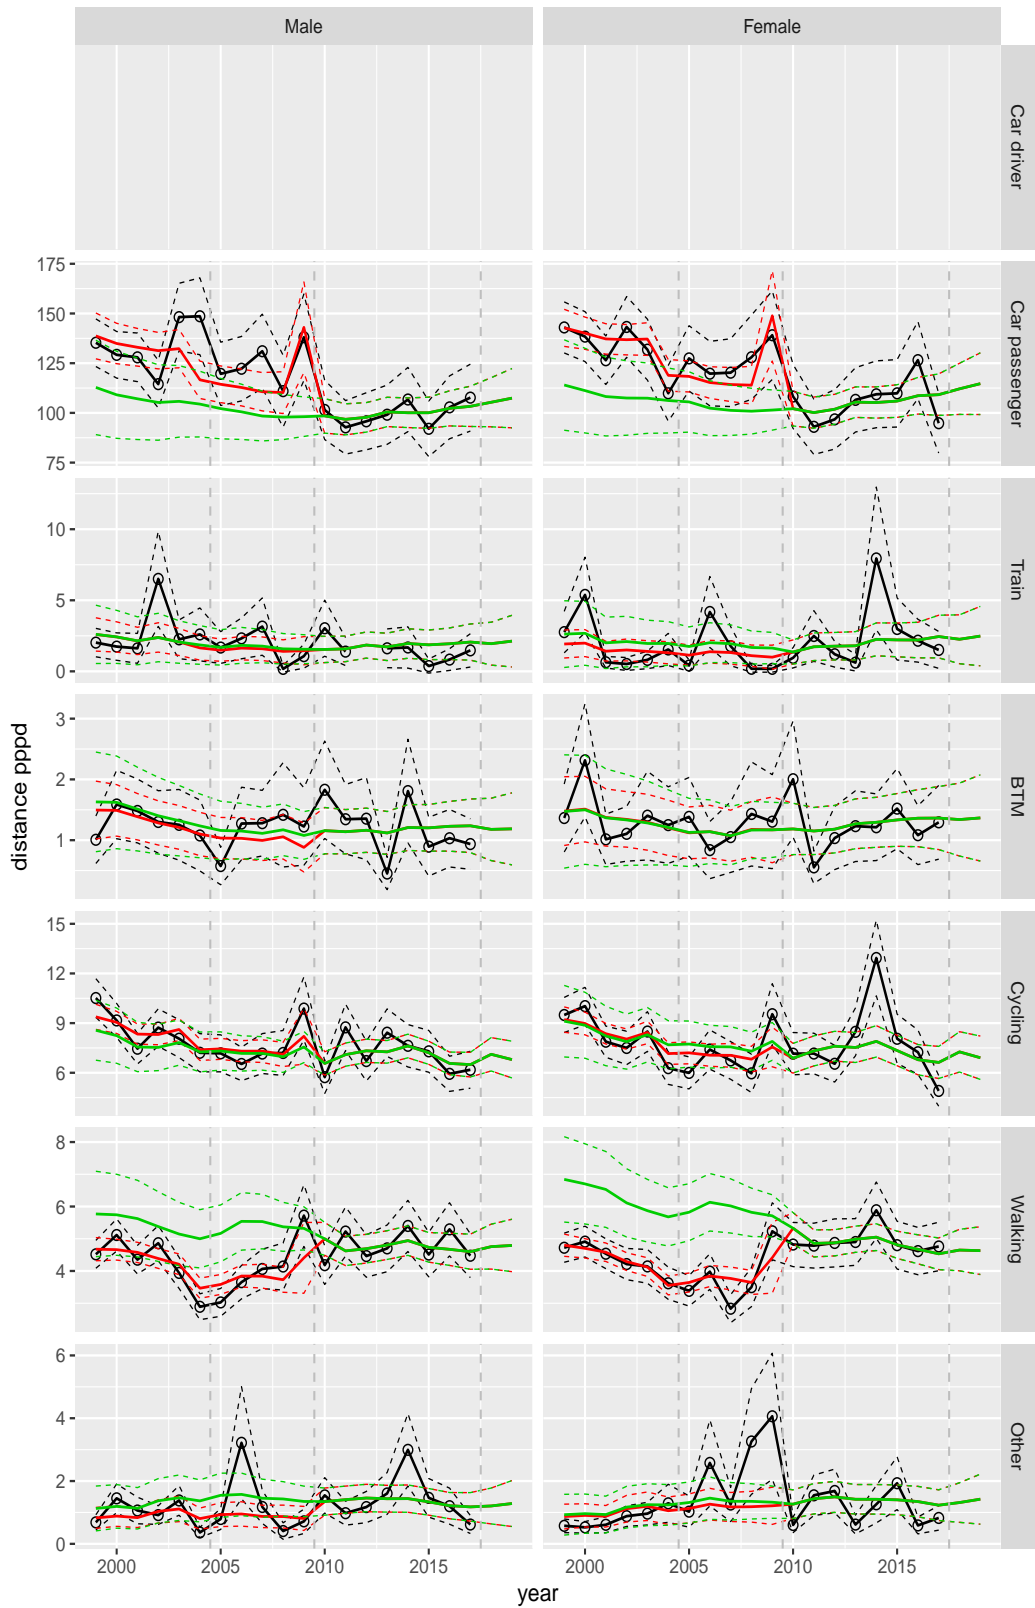 Male Female
Car driver
175
150
125
100
75
Car passenger
10
5
0
Train
3
2
1
BTM
distance pppd
15
12
9
6
Cycling
8
6
4
Walking
6
4
2
0
Other
2000 2005 2010 2015 2000 2005 2010 2015
year